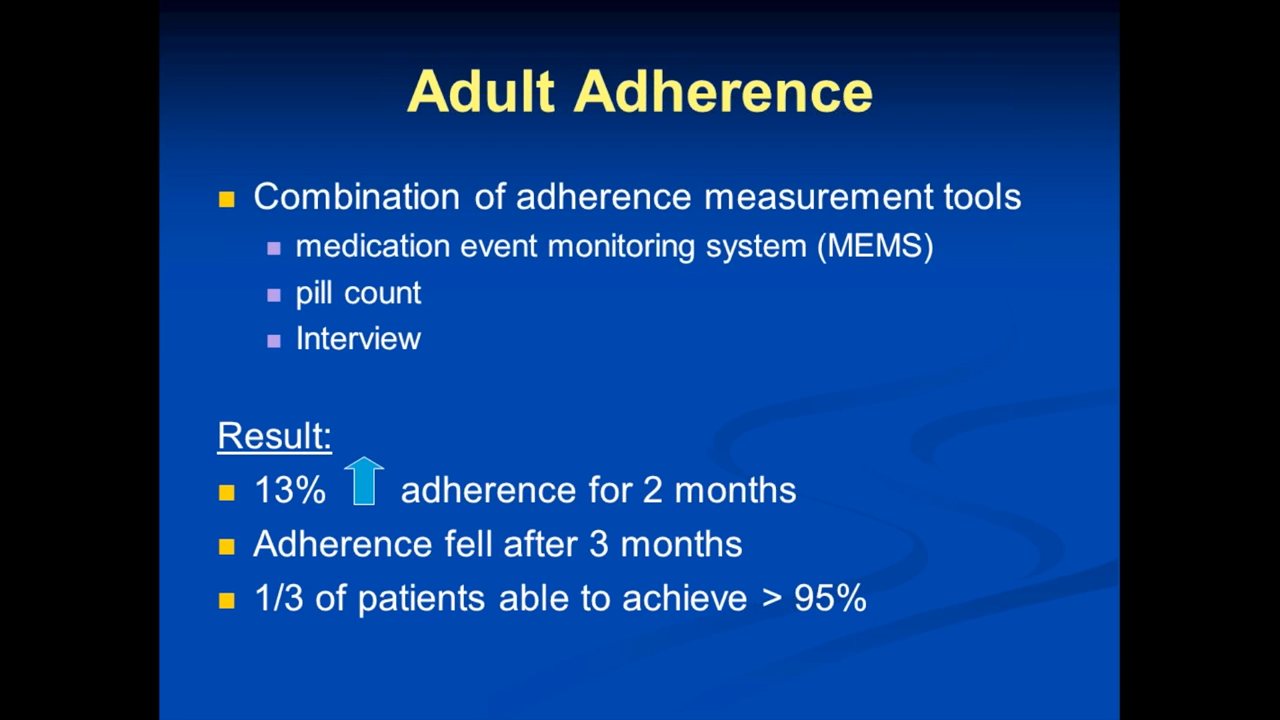 Adult Adherence
Combination of adherence measurement tools
medication event monitoring system (MEMS)
pill count
Interview
Result:
13% adherence for 2 months
Adherence fell after 3 months
1/3 of patients able to achieve > 95%